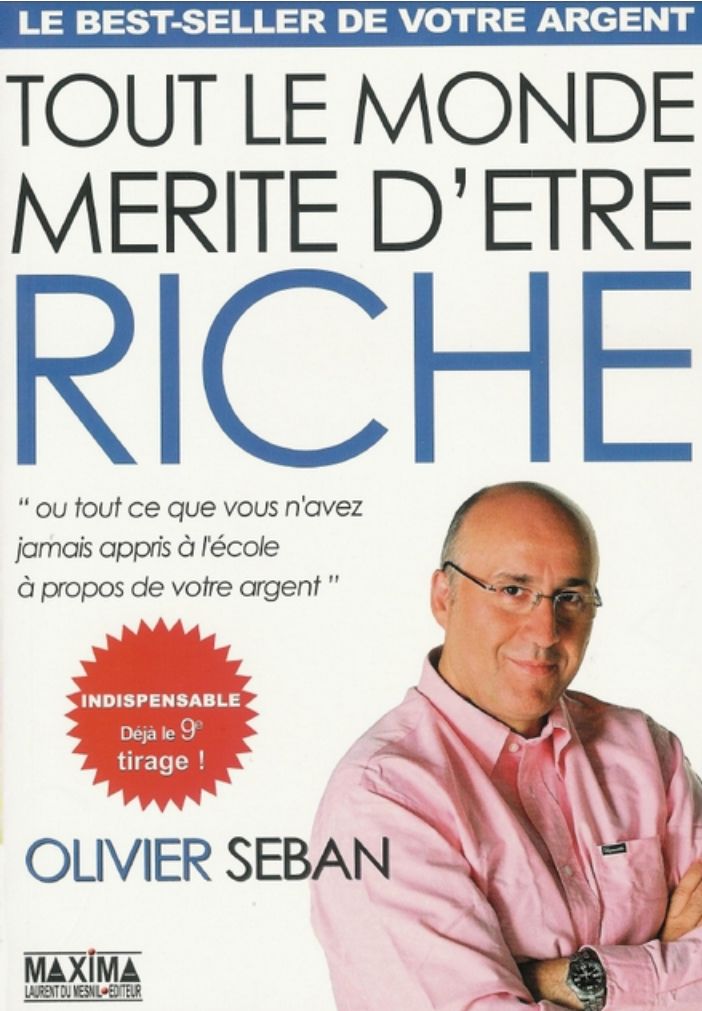 LE BEST-SELLER DE VOTRE ARGENT
TOUT LE MONDE
MERITE D'ETRE
RICHE
“ ou tout ce que vous n'avez
jamais appris à l'école
à propos de votre argent ”
INDISPENSABLE
Déjà le 9e
tirage !
OLIVIER SEBAN
MAXIMA
LAURENT DU MESNIL•EDITEUR